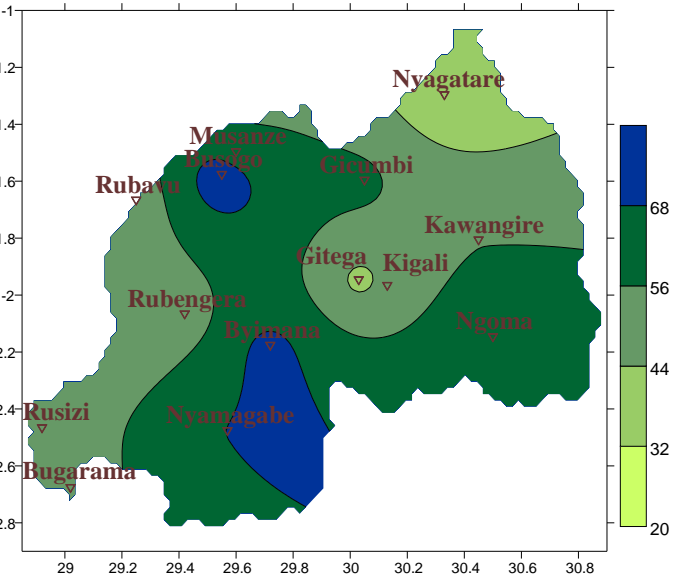 -1
1.2
1.4
1.6
1.8
-2
2.2
2.4
2.6
2.8
Nyagatare
Musanze
Busogo
Gicumbi
Rubavu
Kawangire
Gitega
Kigali
Rubengera
Byimana
Ngoma
Rusizi
Nyamagabe
Bugarama
29
29.2
29.4
29.6
29.8
30
30.2
30.4
30.6
30.8
68
56
44
32
20